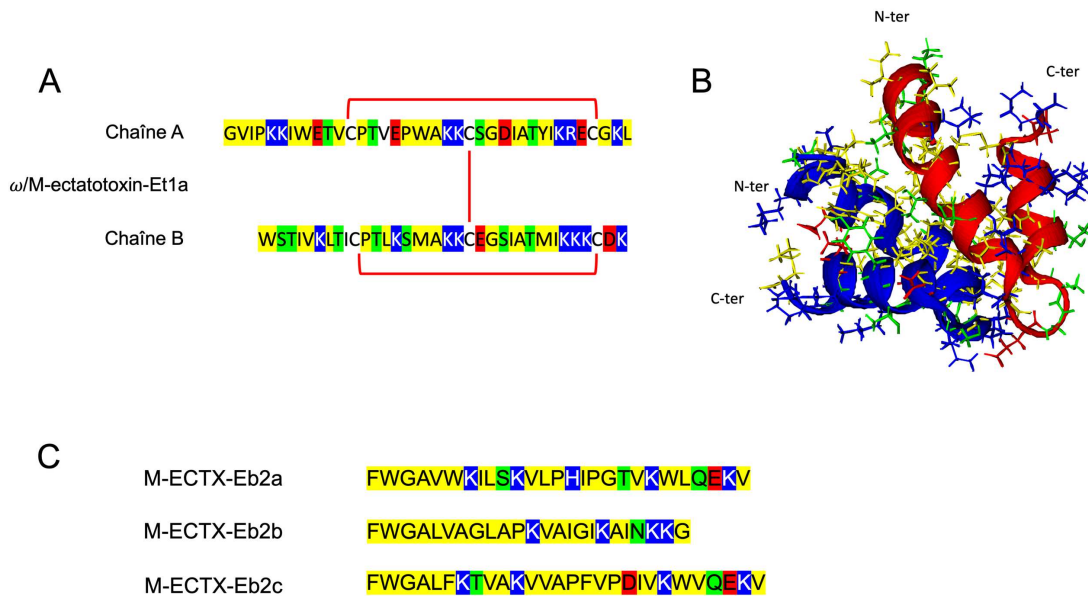 A
B
N-ter
C-ter
Chaîne A
GVIPKKIWETVCPTVEPWAKKCSGDIATYIKRECGKL
ω/M-ectatotoxin-Et1a
N-ter
Chaîne B
WSTIVKLTICPTLKSMAKKCEGSIATMIKKKCDK
C-ter
C
M-ECTX-Eb2a
FWGAVWKILSKVLPHIPGTVKWLQEKV
M-ECTX-Eb2b
FWGALVAGLAPKVAIGIKAINKKG
M-ECTX-Eb2c
FWGALFKTVAKVVAPFVPDIVKWVQEKV